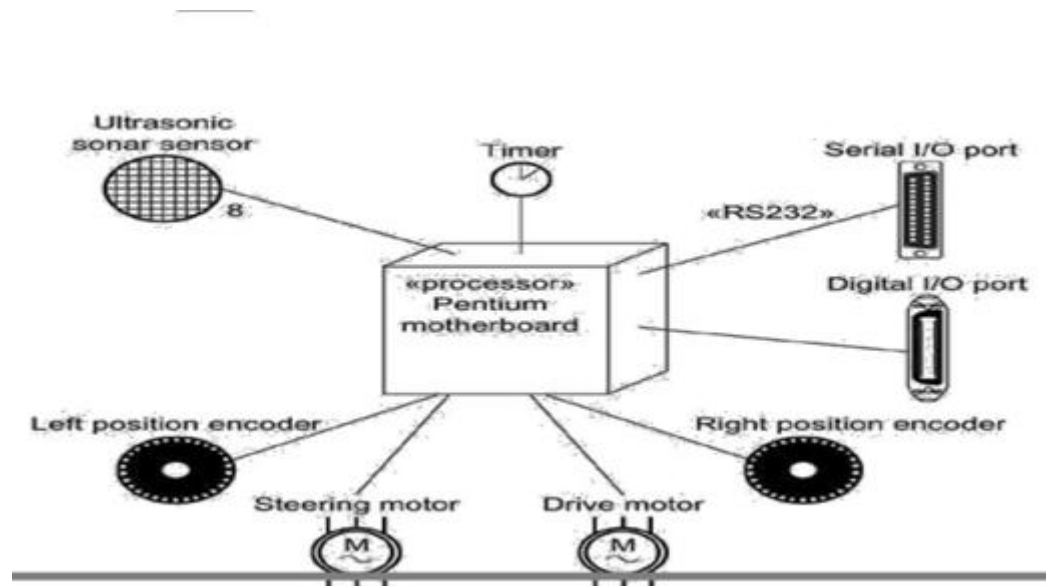 Ultrasonic
sonar sensor
8
Timer
Serial I/O port
«RS232»
«processor»
Pentium
motherboard
Digital I/O port
Left position encoder
Right position encoder
Steering motor
Drive motor
M
~
M
~